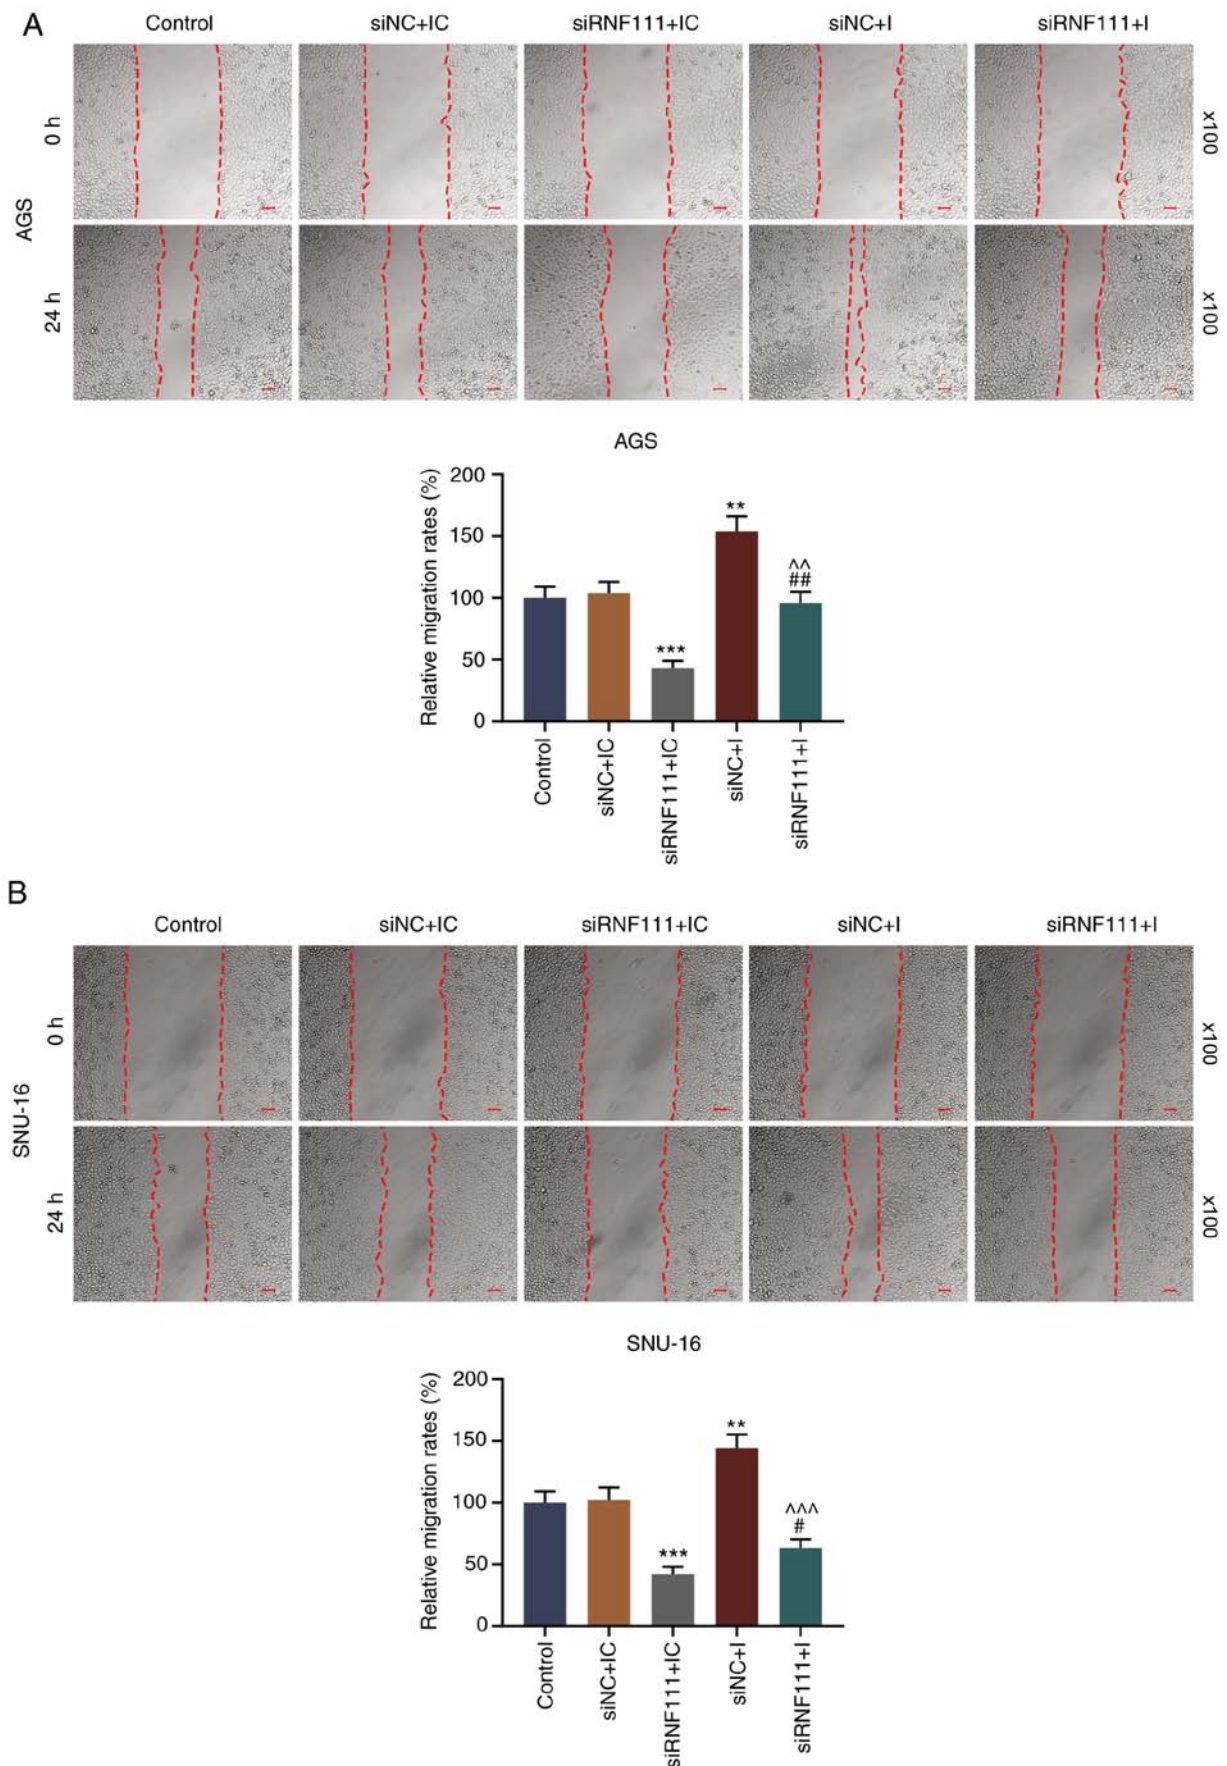 A
Control siNC+IC siRNF111+IC siNC+I siRNF111+I
AGS
0 h
x100
24 h
x100
AGS
Relative migration rates (%)
200
150
100
50
0
**
^^
##
***
Control
siNC+IC
siRNF111+IC
siNC+I
siRNF111+I
B
Control siNC+IC siRNF111+IC siNC+I siRNF111+I
SNU-16
0 h
x100
24 h
x100
SNU-16
Relative migration rates (%)
200
150
100
50
0
**
^^^
#
***
Control
siNC+IC
siRNF111+IC
siNC+I
siRNF111+I